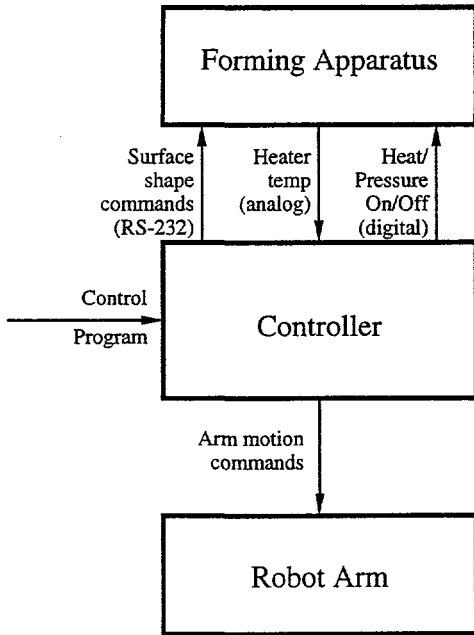 Forming Apparatus
Surface
shape
commands
(RS-232)
Heater
temp
(analog)
Heat/
Pressure
On/Off
(digital)
Control
Program
Controller
Arm motion
commands
Robot Arm